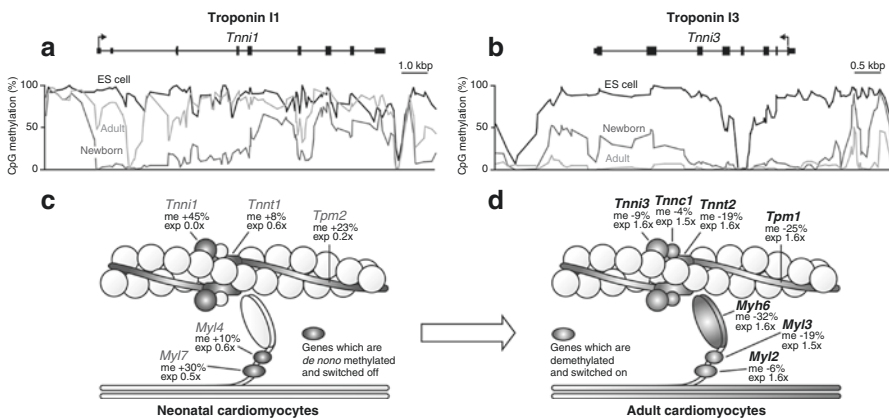 Troponin I1
Troponin I3
a
Tnni1
b
Tnni3
1.0 kbp
0.5 kbp
CpG methylation (%)
100
50
0
ES cell
Adult
Newborn
CpG methylation (%)
100
50
0
ES cell
Newborn
Adult
c
Tnni1
me +45%
exp 0.0x
Tnnt1
me +8%
exp 0.6x
Tpm2
me +23%
exp 0.2x
Myl4
me +10%
exp 0.6x
Myl7
me +30%
exp 0.5x
Genes which are
de nono methylated
and switched off
Neonatal cardiomyocytes
d
Tnni3
me -9%
exp 1.6x
Tnnc1
me -4%
exp 1.5x
Tnnt2
me -19%
exp 1.6x
Tpm1
me -25%
exp 1.6x
Myh6
me -32%
exp 1.6x
Myl3
me -19%
exp 1.5x
Myl2
me -6%
exp 1.6x
Genes which are
demethylated
and switched on
Adult cardiomyocytes